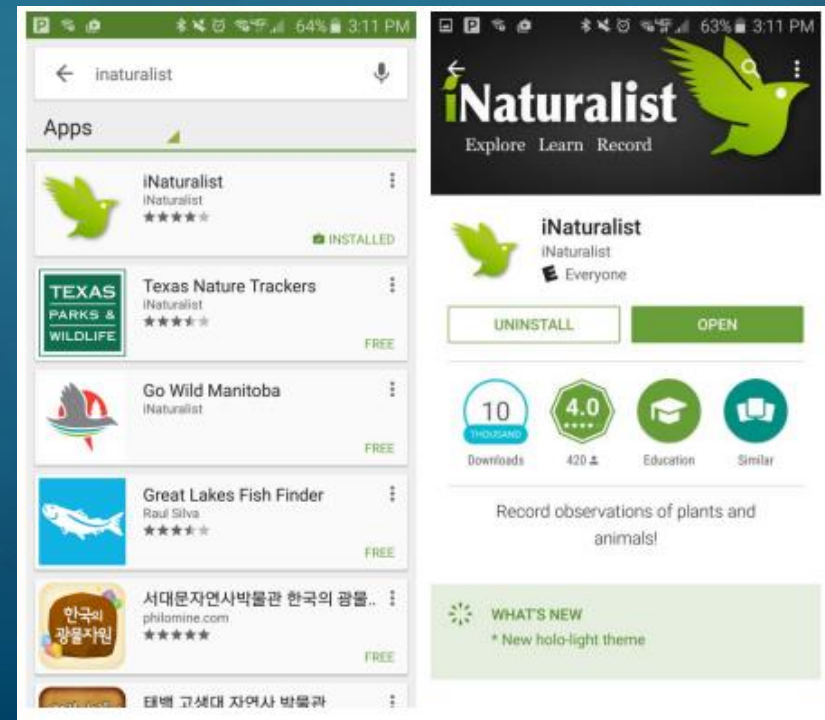 64% 3:11 PM
inaturalist
Apps
iNaturalist
iNaturalist
INSTALLED
TEXAS
PARKS &
WILDLIFE
Texas Nature Trackers
iNaturalist
FREE
Go Wild Manitoba
iNaturalist
FREE
Great Lakes Fish Finder
Raul Silva
FREE
한국의
광물자원
서대문자연사박물관 한국의 광물..
philomine.com
FREE
태백 고생대 자연사 박물관
63% 3:11 PM
iNaturalist
Explore Learn Record
iNaturalist
iNaturalist
E Everyone
UNINSTALL
OPEN
10
THOUSAND
Downloads
4.0
420
Education
Similar
Record observations of plants and
animals!
WHAT'S NEW
* New holo-light theme